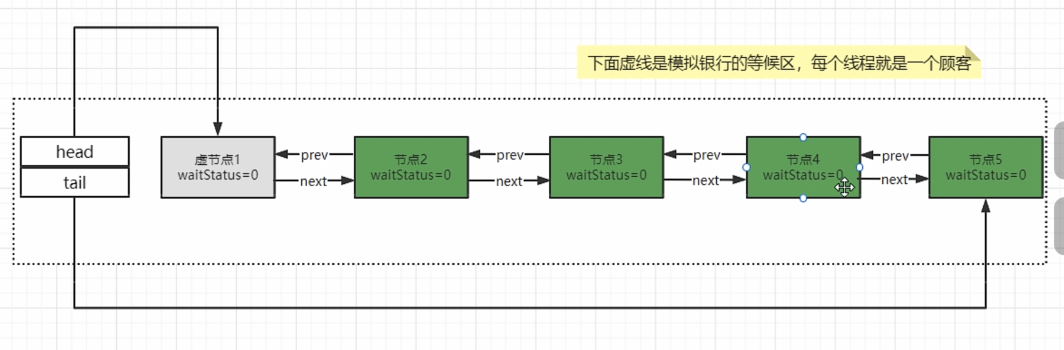 下面虚线是模拟银行的等候区，每个线程就是一个顾客
head
tail
虚节点1
waitStatus=0
prev
next
节点2
waitStatus=0
prev
next
节点3
waitStatus=0
prev
next
节点4
waitStatus=0
prev
next
节点5
waitStatus=0